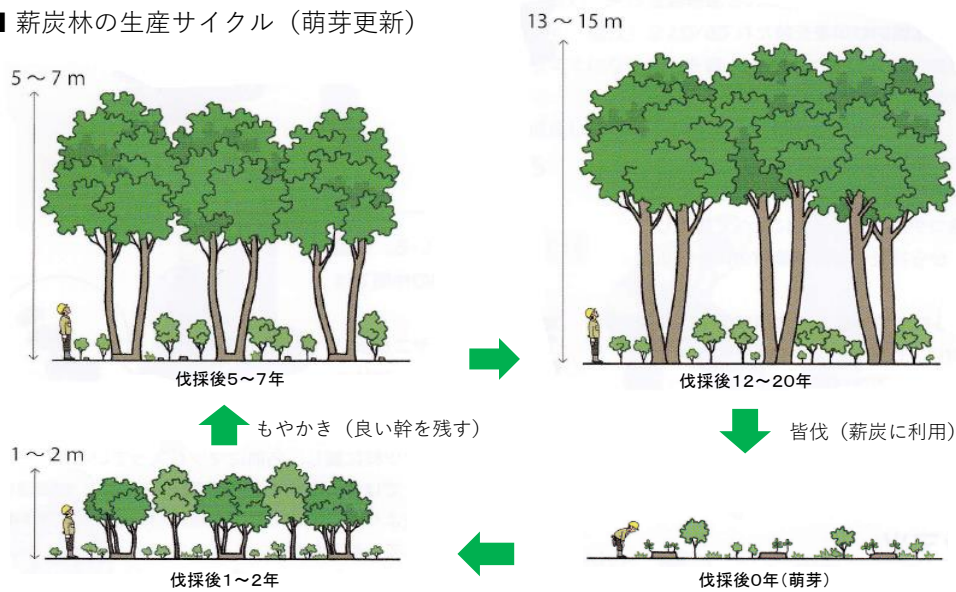 ■ 薪炭林の生産サイクル（萌芽更新）
13～15m
5～7m
伐採後5～7年
伐採後12～20年
もやかき（良い幹を残す）
皆伐（薪炭に利用）
1～2m
伐採後1～2年
伐採後0年(萌芽)